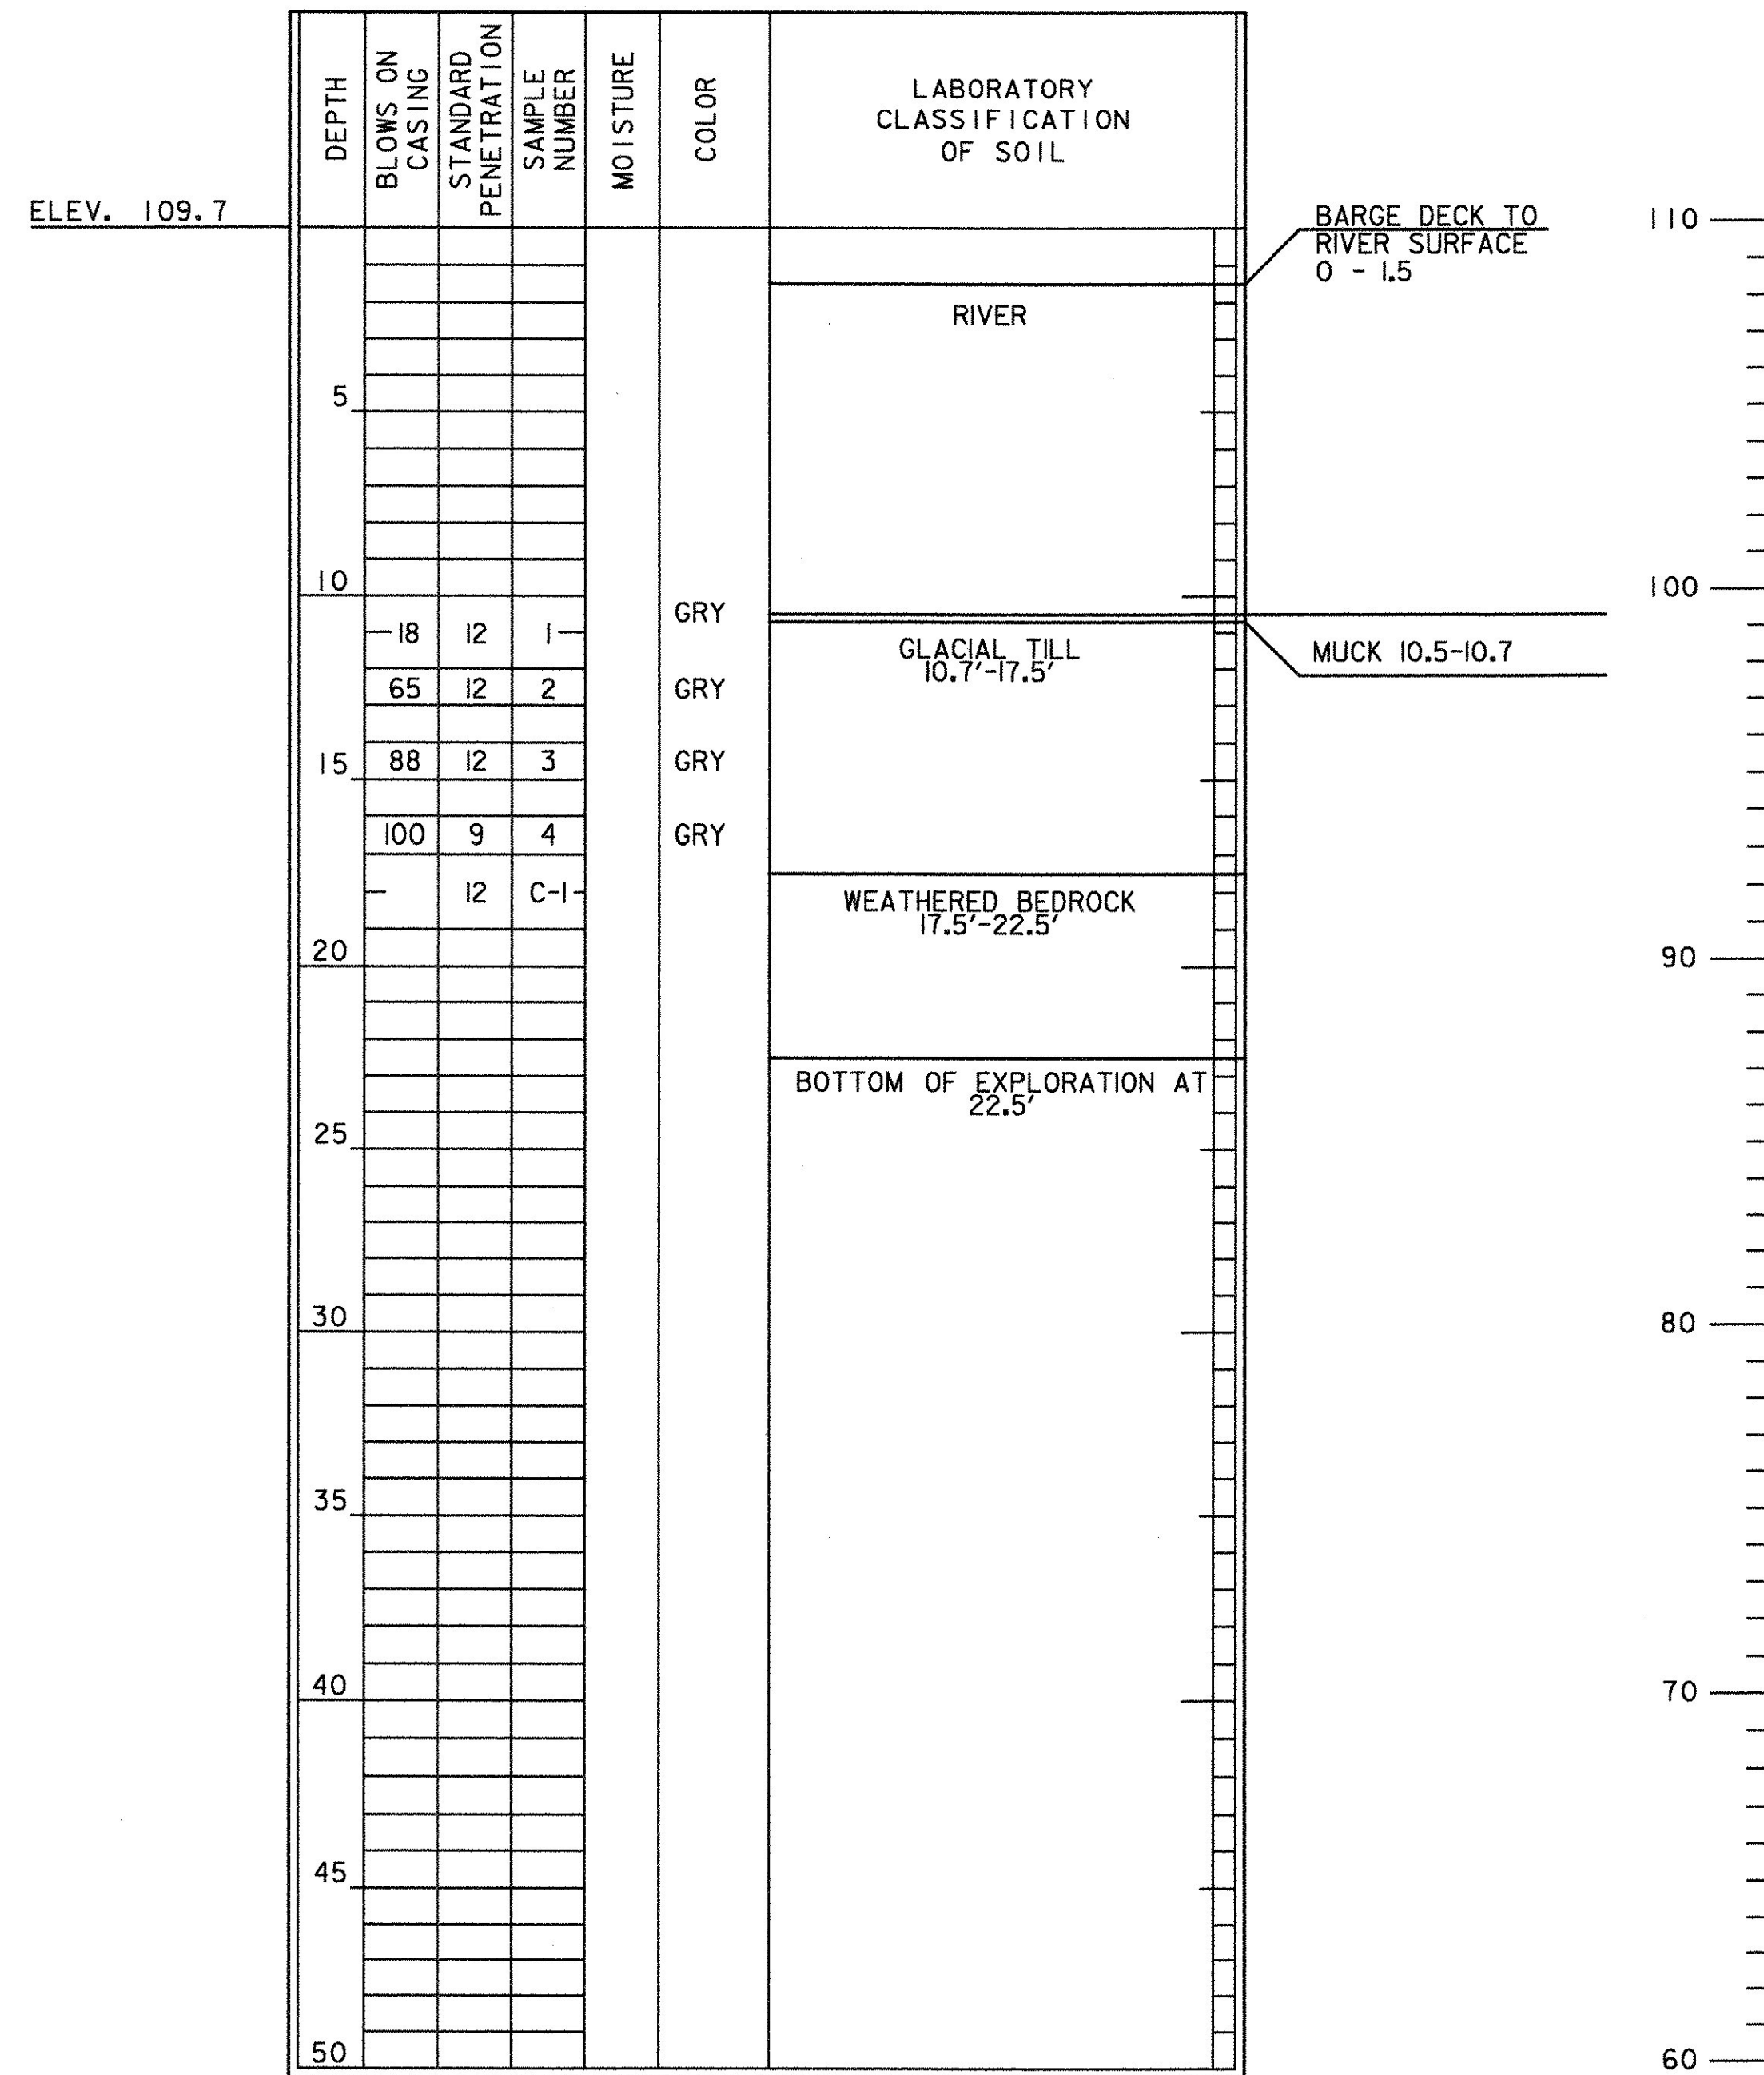 DEPTH
BLOWS ON
CASING
STANDARD
PENETRATION
SAMPLE
NUMBER
MOISTURE
COLOR
LABORATORY
CLASSIFICATION
OF SOIL
ELEV. 109.7
BARGE DECK TO
RIVER SURFACE
0 - 1.5
110
RIVER
5
10
100
GRY
18 12 1
GLACIAL TILL
10.7'-17.5'
MUCK 10.5-10.7
65 12 2 GRY
15 88 12 3 GRY
100 9 4 GRY
12 C-1
WEATHERED BEDROCK
17.5'-22.5'
20
90
BOTTOM OF EXPLORATION AT
22.5'
25
30
80
35
40
70
45
50
60